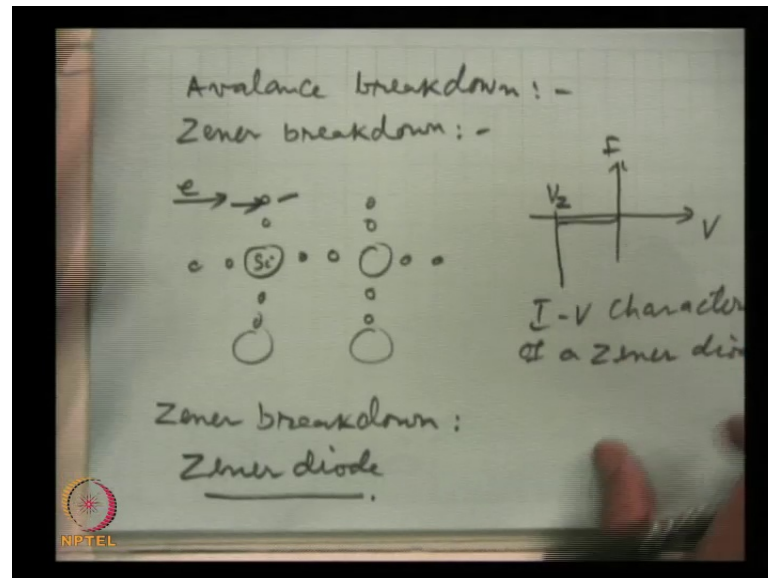 Avalance breakdown : -
Zener breakdown : -
I
e
Vz
V
Si
I-V Character
of a Zener dio
Zener breakdown :
Zener diode
NPTEL